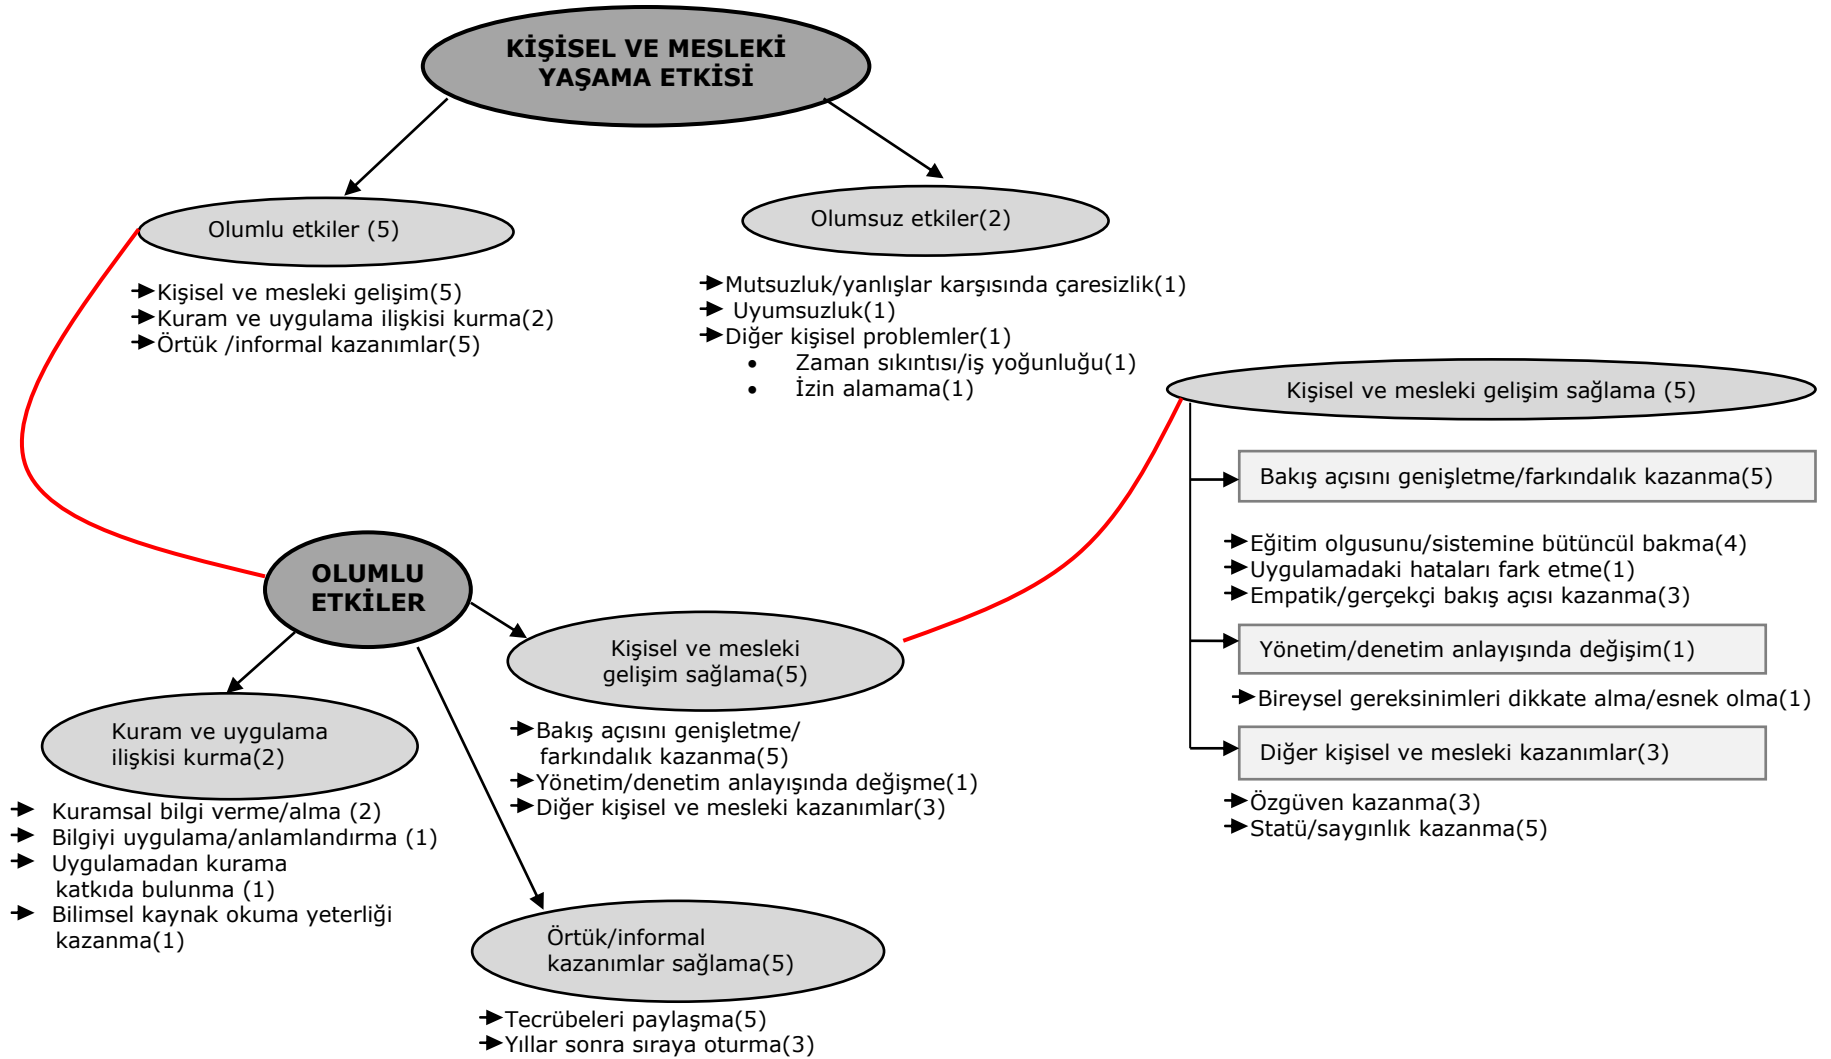 KİŞİSEL VE MESLEKİ
YAŞAMA ETKİSİ
Olumlu etkiler (5)
Kişisel ve mesleki gelişim(5)
Kuram ve uygulama ilişkisi kurma(2)
Örtük /informal kazanımlar(5)
Olumsuz etkiler(2)
Mutsuzluk/yanlışlar karşısında çaresizlik(1)
Uyumsuzluk(1)
Diğer kişisel problemler(1)
• Zaman sıkıntısı/iş yoğunluğu(1)
• İzin alamama(1)
Kişisel ve mesleki gelişim sağlama (5)
Bakış açısını genişletme/farkındalık kazanma(5)
Eğitim olgusunu/sistemine bütüncül bakma(4)
Uygulamadaki hataları fark etme(1)
Empatik/gerçekçi bakış açısı kazanma(3)
Yönetim/denetim anlayışında değişim(1)
Bireysel gereksinimleri dikkate alma/esnek olma(1)
Diğer kişisel ve mesleki kazanımlar(3)
Özgüven kazanma(3)
Statü/saygınlık kazanma(5)
OLUMLU
ETKİLER
Kişisel ve mesleki
gelişim sağlama(5)
Bakış açısını genişletme/
farkındalık kazanma(5)
Yönetim/denetim anlayışında değişme(1)
Diğer kişisel ve mesleki kazanımlar(3)
Kuram ve uygulama
ilişkisi kurma(2)
Kuramsal bilgi verme/alma (2)
Bilgiyi uygulama/anlamlandırma (1)
Uygulamadan kurama
katkıda bulunma (1)
Bilimsel kaynak okuma yeterliği
kazanma(1)
Örtük/informal
kazanımlar sağlama(5)
Tecrübeleri paylaşma(5)
Yıllar sonra sıraya oturma(3)